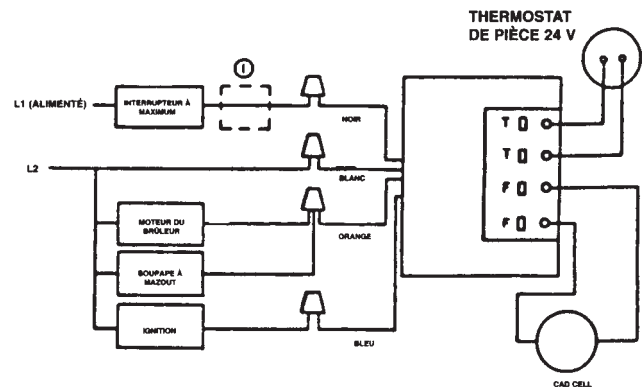 THERMOSTAT
DE PIÈCE 24 V
I
L1 (ALIMENTÉ)
INTERRUPTEUR À
MAXIMUM
NOIR
T
L2
T
BLANC
F
MOTEUR DU
BRÛLEUR
F
ORANGE
SOUPAPE À
MAZOUT
IGNITION
BLEU
CAD CELL